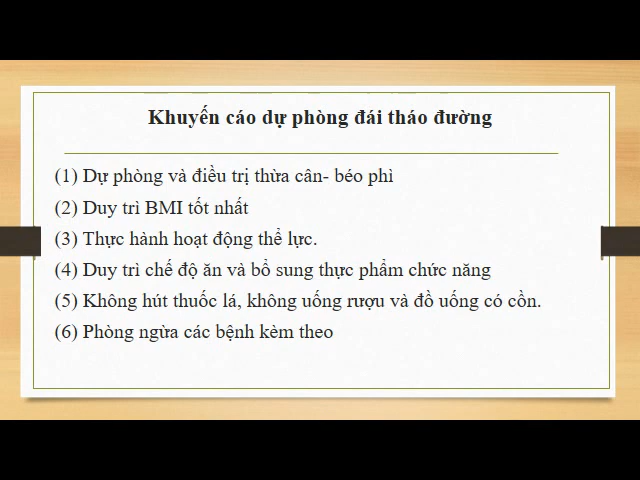 Khuyến cáo dự phòng đái tháo đường
(1) Dự phòng và điều trị thừa cân- béo phì
(2) Duy trì BMI tốt nhất
(3) Thực hành hoạt động thể lực.
(4) Duy trì chế độ ăn và bổ sung thực phẩm chức năng
(5) Không hút thuốc lá, không uống rượu và đồ uống có cồn.
(6) Phòng ngừa các bệnh kèm theo